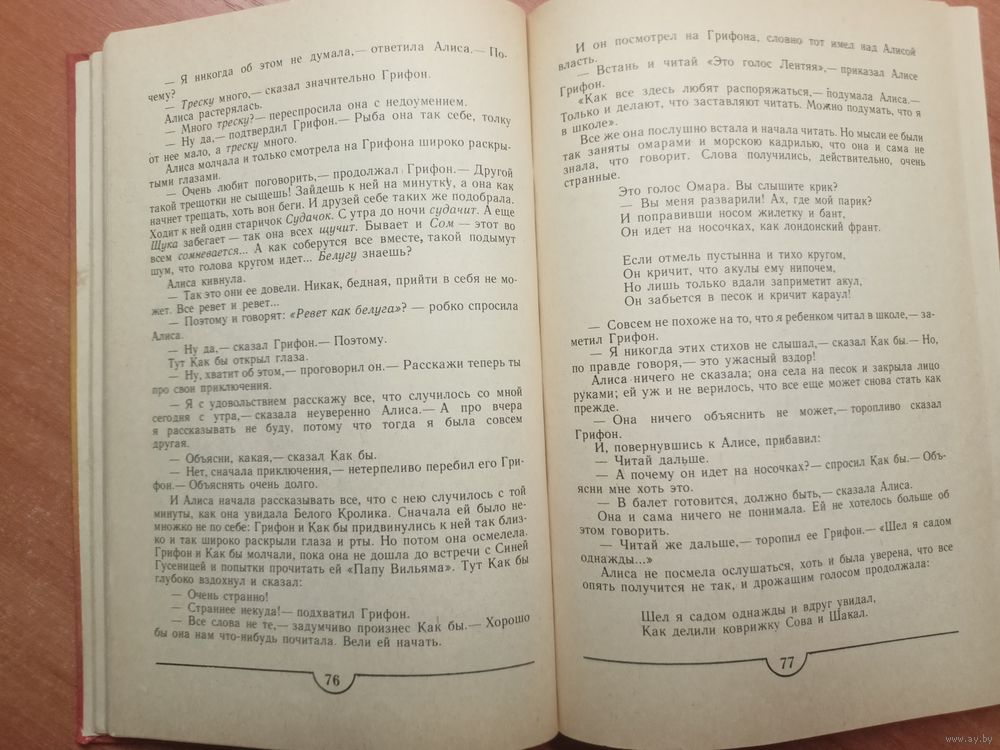 — Я никогда об этом не думала,— ответила Алиса.— По-
чему?
— Треску много,— сказал значительно Грифон.
Алиса растерялась.
— Много треску?— переспросила она с недоумением.
— Ну да,— подтвердил Грифон.— Рыба она так себе, толку
от нее мало, а треску много.
Алиса молчала и только смотрела на Грифона широко раскры-
тыми глазами.
— Очень любит поговорить,— продолжал Грифон.— Другой
такой трещотки не сыщешь! Зайдешь к ней на минутку, а она как
начнет трещать, хоть вон беги. И друзей себе таких же подобрала.
Ходит к ней один старичок Судачок. С утра до ночи судачит. А еще
Щука забегает — так она всех щучит. Бывает и Сом — этот во
всем сомневается... А как соберутся все вместе, такой подымут
шум, что голова кругом идет... Белугу знаешь?
Алиса кивнула.
— Так это они ее довели. Никак, бедная, прийти в себя не мо-
жет. Все ревет и ревет...
— Поэтому и говорят: «Ревет как белуга»? — робко спросила
Алиса.
— Ну да,— сказал Грифон.— Поэтому.
Тут Как бы открыл глаза.
— Ну, хватит об этом,— проговорил он.— Расскажи теперь ты
про свои приключения.
— Я с удовольствием расскажу все, что случилось со мной
сегодня с утра,— сказала неуверенно Алиса.— А про вчера
я рассказывать не буду, потому что тогда я была совсем
другая.
— Объясни, какая,— сказал Как бы.
— Нет, сначала приключения,— нетерпеливо перебил его Гри-
фон.— Объяснять очень долго.
И Алиса начала рассказывать все, что с нею случилось с той
минуты, как она увидала Белого Кролика. Сначала ей было не-
множко не по себе: Грифон и Как бы придвинулись к ней так близ-
ко и так широко раскрыли глаза и рты. Но потом она осмелела.
Грифон и Как бы молчали, пока она не дошла до встречи с Синей
Гусеницей и попытки прочитать ей «Папу Вильяма». Тут Как бы
глубоко вздохнул и сказал:
— Очень странно!
— Страннее некуда!— подхватил Грифон.
— Все слова не те,— задумчиво произнес Как бы.— Хорошо
бы она нам что-нибудь почитала. Вели ей начать.
76
И он посмотрел на Грифона, словно тот имел над Алисой
власть.
— Встань и читай «Это голос Лентяя»,— приказал Алисе
Грифон.
«Как все здесь любят распоряжаться,— подумала Алиса.—
Только и делают, что заставляют читать. Можно подумать, что я
в школе».
Все же она послушно встала и начала читать. Но мысли ее были
так заняты омарами и морскою кадрилью, что она и сама не
знала, что говорит. Слова получились, действительно, очень
странные.
Это голос Омара. Вы слышите крик?
— Вы меня разварили! Ах, где мой парик?
И поправивши носом жилетку и бант,
Он идет на носочках, как лондонский франт.
Если отмель пустынна и тихо кругом,
Он кричит, что акулы ему нипочем,
Но лишь только вдали заприметит акул,
Он забьется в песок и кричит караул!
— Совсем не похоже на то, что я ребенком читал в школе,— за-
метил Грифон.
— Я никогда этих стихов не слышал,— сказал Как бы.— Но,
по правде говоря,— это ужасный вздор!
Алиса ничего не сказала; она села на песок и закрыла лицо
руками; ей уж и не верилось, что все еще может снова стать как
прежде.
— Она ничего объяснить не может,— торопливо сказал
Грифон.
И, повернувшись к Алисе, прибавил:
— Читай дальше.
— А почему он идет на носочках?— спросил Как бы.— Объ-
ясни мне хоть это.
— В балет готовится, должно быть,— сказала Алиса.
Она и сама ничего не понимала. Ей не хотелось больше об
этом говорить.
— Читай же дальше,— торопил ее Грифон.— «Шел я садом
однажды...»
Алиса не посмела ослушаться, хоть и была уверена, что все
опять получится не так, и дрожащим голосом продолжала:
Шел я садом однажды и вдруг увидал,
Как делили коврижку Сова и Шакал.
77
www.ay.by